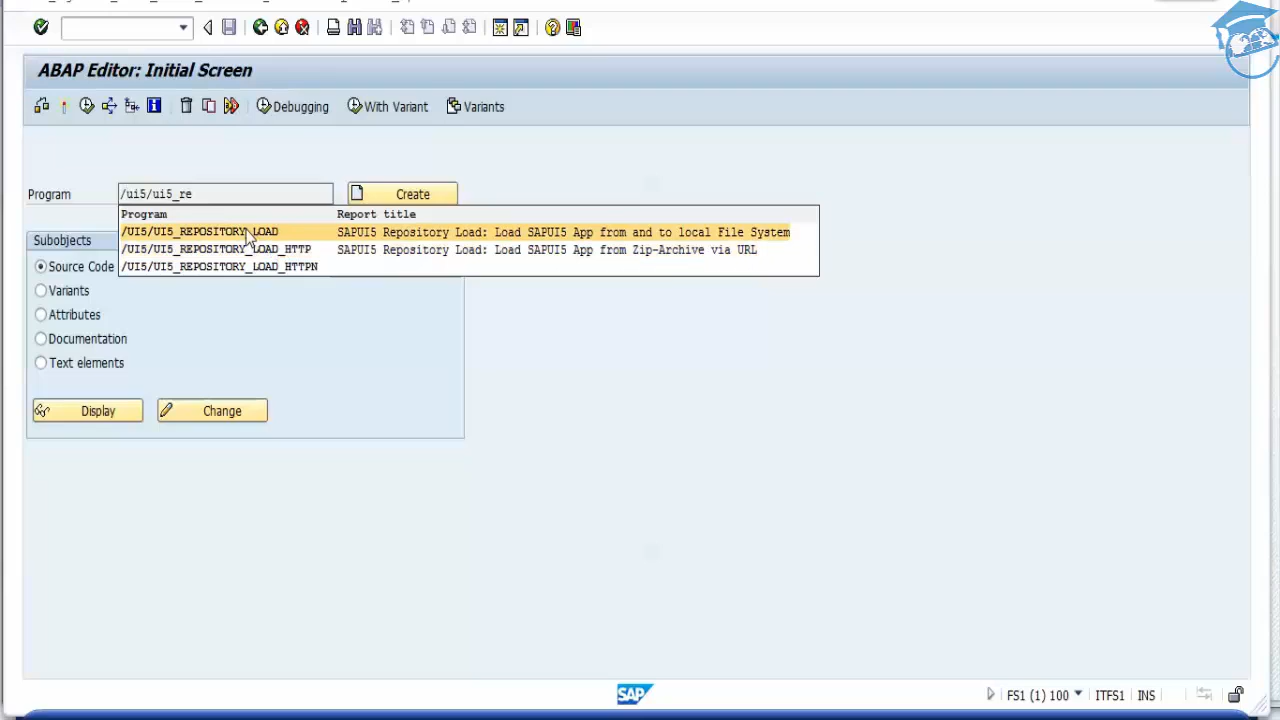 ABAP Editor: Initial Screen
Debugging With Variant Variants
Program /ui5/ui5_re Create
Program Report title
/UI5/UI5_REPOSITORY_LOAD SAPUI5 Repository Load: Load SAPUI5 App from and to local File System
/UI5/UI5_REPOSITORY_LOAD_HTTP SAPUI5 Repository Load: Load SAPUI5 App from Zip-Archive via URL
/UI5/UI5_REPOSITORY_LOAD_HTTPN
Subobjects
Source Code
Variants
Attributes
Documentation
Text elements
Display Change
SAP FS1 (1) 100 ITFS1 INS